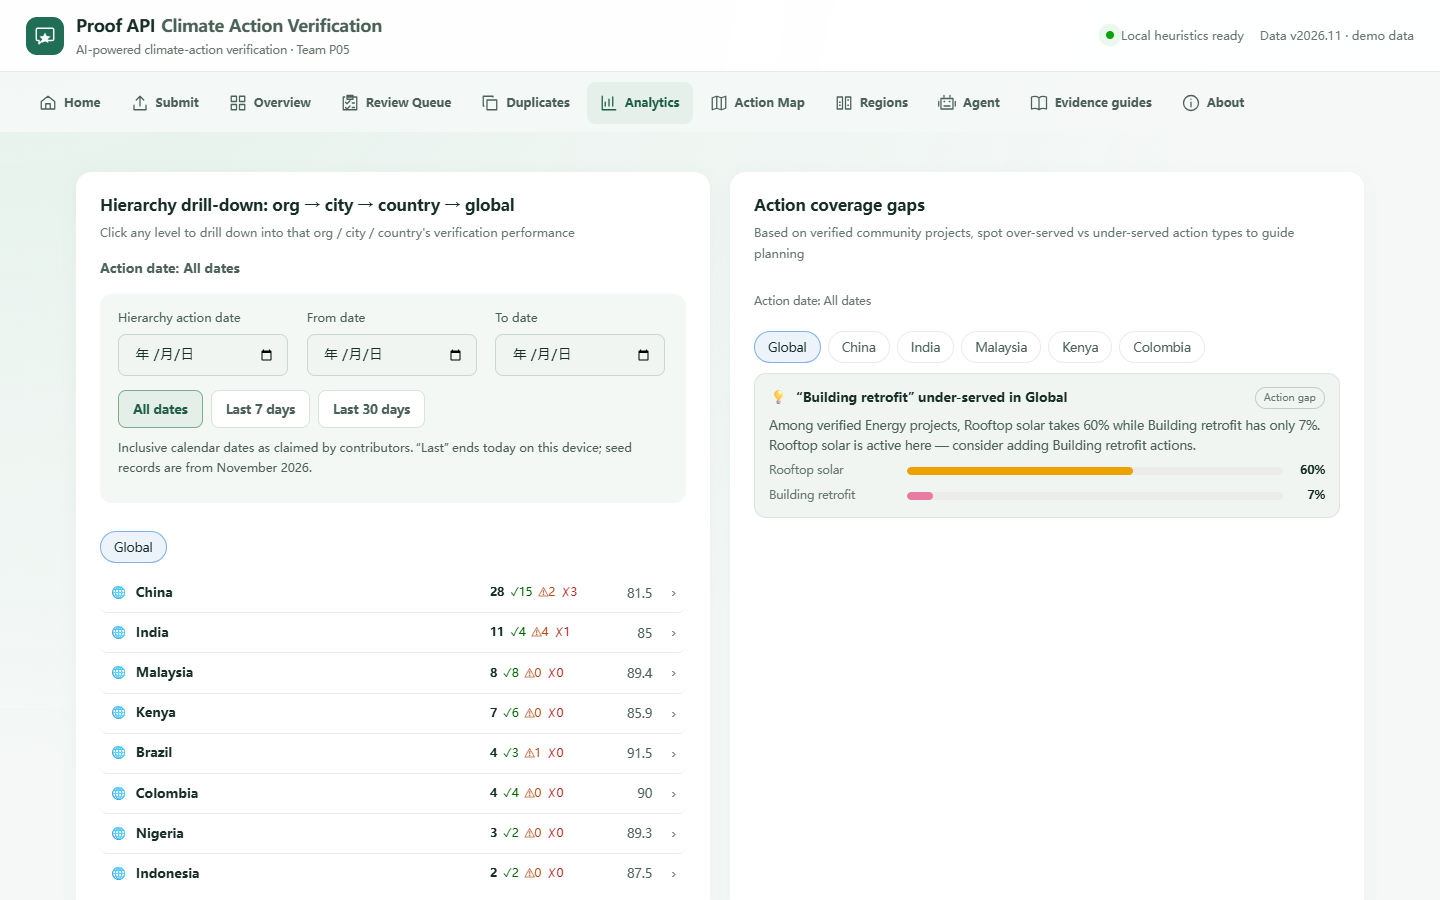 Proof API Climate Action Verification
AI-powered climate-action verification · Team P05
Local heuristics ready
Data v2026.11 · demo data
Home
Submit
Overview
Review Queue
Duplicates
Analytics
Action Map
Regions
Agent
Evidence guides
About
Hierarchy drill-down: org → city → country → global
Click any level to drill down into that org / city / country's verification performance
Action date: All dates
Hierarchy action date
From date
To date
年 /月/日
年 /月/日
年 /月/日
All dates
Last 7 days
Last 30 days
Inclusive calendar dates as claimed by contributors. “Last” ends today on this device; seed
records are from November 2026.
Global
China 28 ✓15 ⚠2 ✗3 81.5 ›
India 11 ✓4 ⚠4 ✗1 85 ›
Malaysia 8 ✓8 ⚠0 ✗0 89.4 ›
Kenya 7 ✓6 ⚠0 ✗0 85.9 ›
Brazil 4 ✓3 ⚠1 ✗0 91.5 ›
Colombia 4 ✓4 ⚠0 ✗0 90 ›
Nigeria 3 ✓2 ⚠0 ✗0 89.3 ›
Indonesia 2 ✓2 ⚠0 ✗0 87.5 ›
Action coverage gaps
Based on verified community projects, spot over-served vs under-served action types to guide
planning
Action date: All dates
Global
China
India
Malaysia
Kenya
Colombia
“Building retrofit” under-served in Global
Action gap
Among verified Energy projects, Rooftop solar takes 60% while Building retrofit has only 7%.
Rooftop solar is active here — consider adding Building retrofit actions.
Rooftop solar 60%
Building retrofit 7%